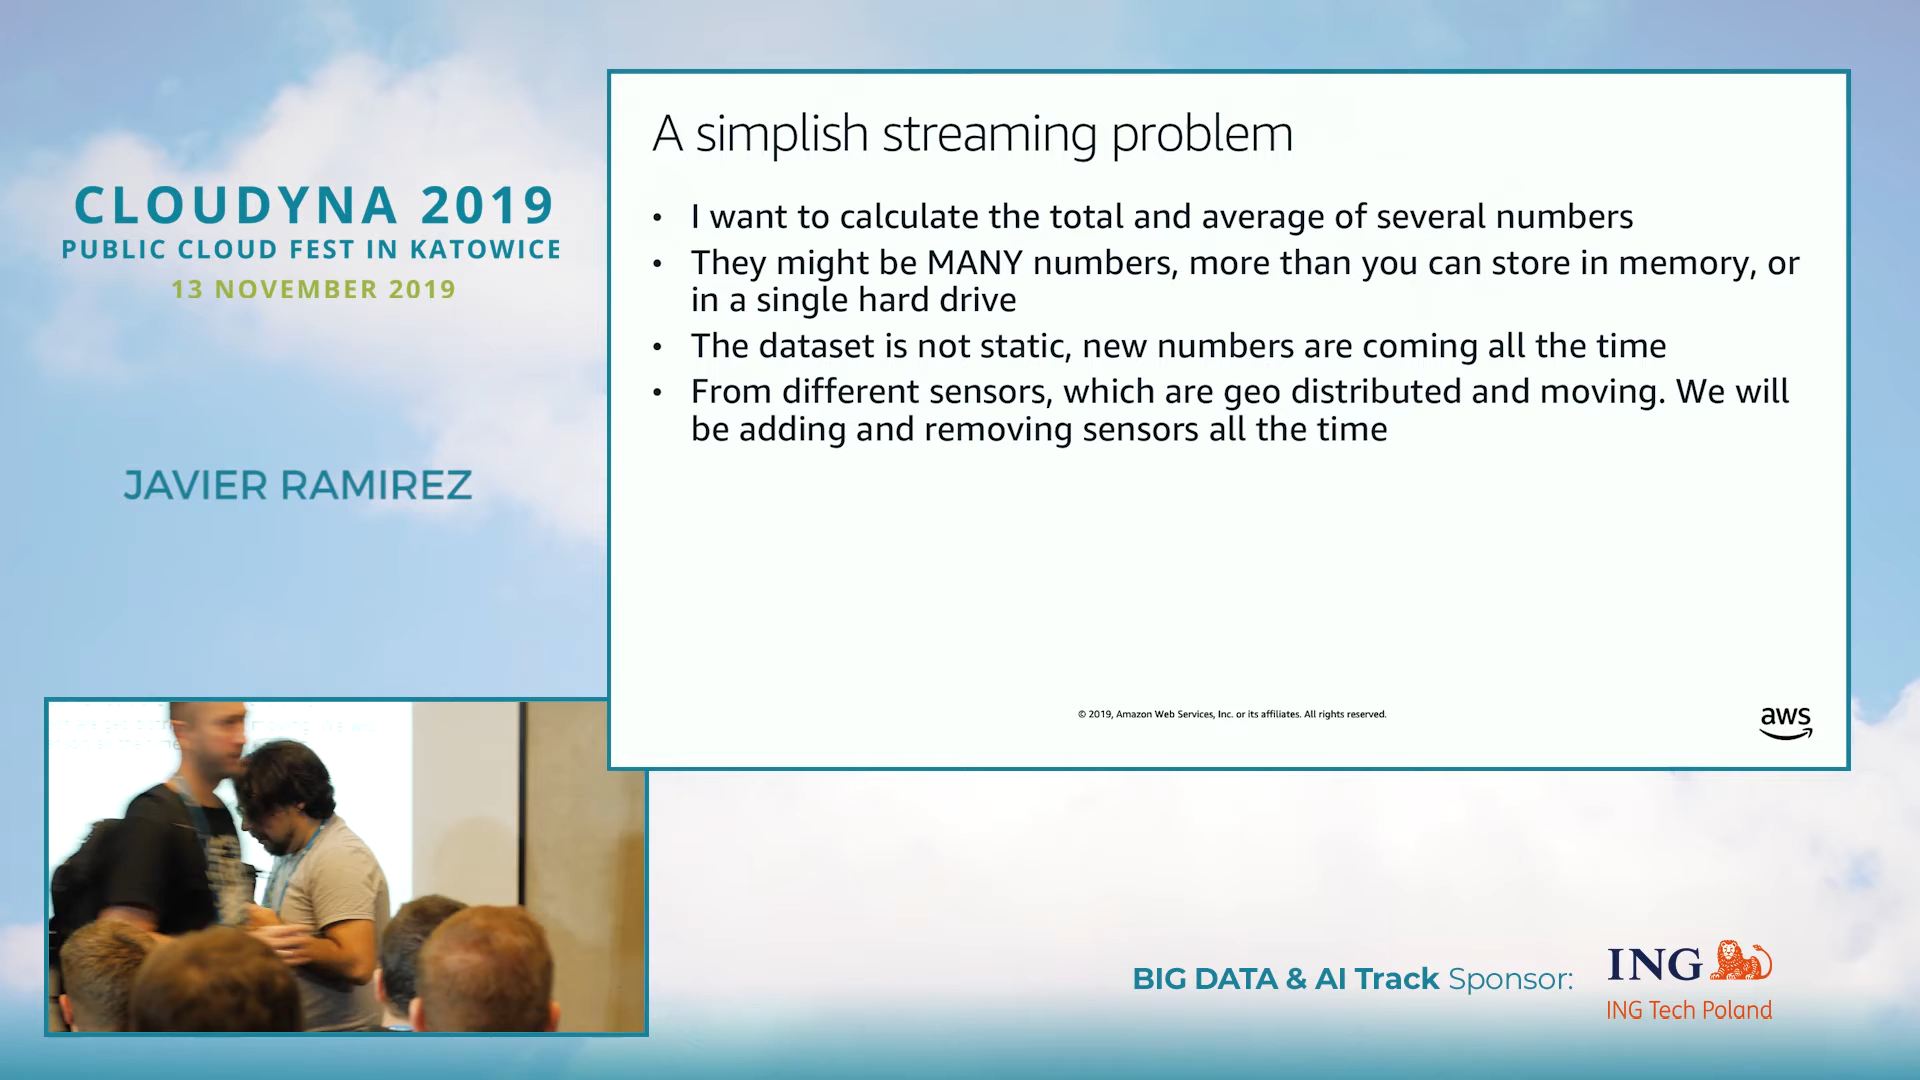 CLOUDYNA 2019
PUBLIC CLOUD FEST IN KATOWICE
13 NOVEMBER 2019
JAVIER RAMIREZ
A simplish streaming problem
• I want to calculate the total and average of several numbers
• They might be MANY numbers, more than you can store in memory, or
in a single hard drive
• The dataset is not static, new numbers are coming all the time
• From different sensors, which are geo distributed and moving. We will
be adding and removing sensors all the time
© 2019, Amazon Web Services, Inc. or its affiliates. All rights reserved.
aws
BIG DATA & AI Track Sponsor:
ING
ING Tech Poland